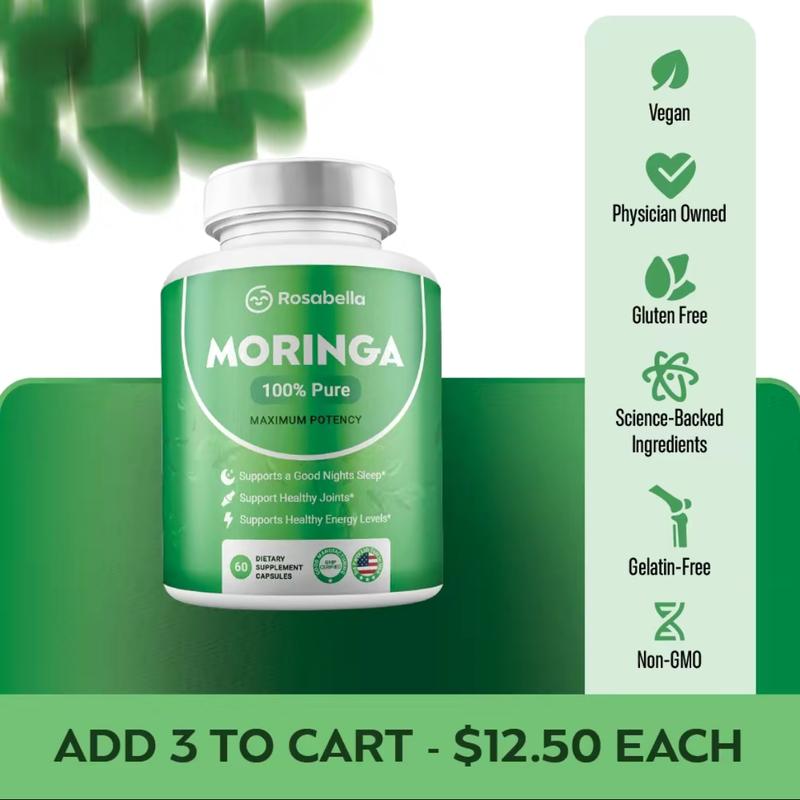 Rosabella
MORINGA
100% Pure
MAXIMUM POTENCY
Supports a Good Nights Sleep*
Support Healthy Joints*
Supports Healthy Energy Levels*
60
DIETARY
SUPPLEMENT
CAPSULES
GMP
CERTIFIED
Vegan
Physician Owned
Gluten Free
Science-Backed
Ingredients
Gelatin-Free
Non-GMO
ADD 3 TO CART - $12.50 EACH